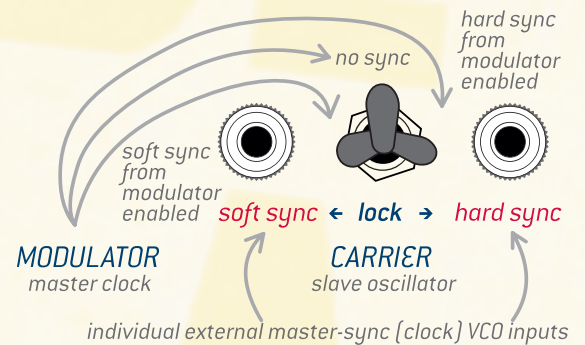 hard sync
from
modulator
enabled
no sync
soft sync
from
modulator
enabled
soft sync ← lock → hard sync
MODULATOR
master clock
CARRIER
slave oscillator
individual external master-sync (clock) VCO inputs